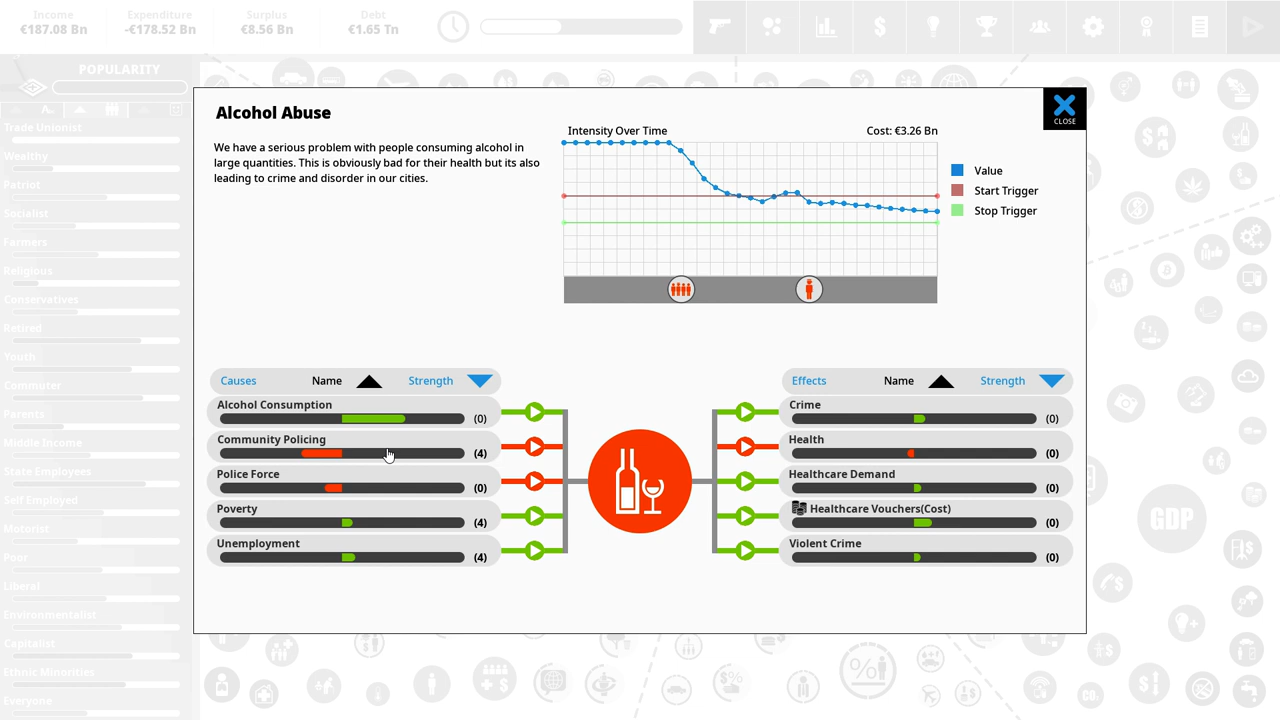 Income
Expenditure
Surplus
Debt
€187.08 Bn
-€178.52 Bn
€8.56 Bn
€1.65 Tn
POPULARITY
A...
Trade Unionist
Wealthy
Patriot
Socialist
Farmers
Religious
Conservatives
Retired
Youth
Commuter
Parents
Middle Income
State Employees
Self Employed
Motorist
Poor
Liberal
Environmentalist
Capitalist
Ethnic Minorities
Everyone
Alcohol Abuse
CLOSE
We have a serious problem with people consuming alcohol in
large quantities. This is obviously bad for their health but its also
leading to crime and disorder in our cities.
Intensity Over Time
Cost: €3.26 Bn
Value
Start Trigger
Stop Trigger
Causes Name Strength
Alcohol Consumption
(0)
Community Policing
(4)
Police Force
(0)
Poverty
(4)
Unemployment
(4)
Effects Name Strength
Crime
(0)
Health
(0)
Healthcare Demand
(0)
Healthcare Vouchers(Cost)
(0)
Violent Crime
(0)
GDP